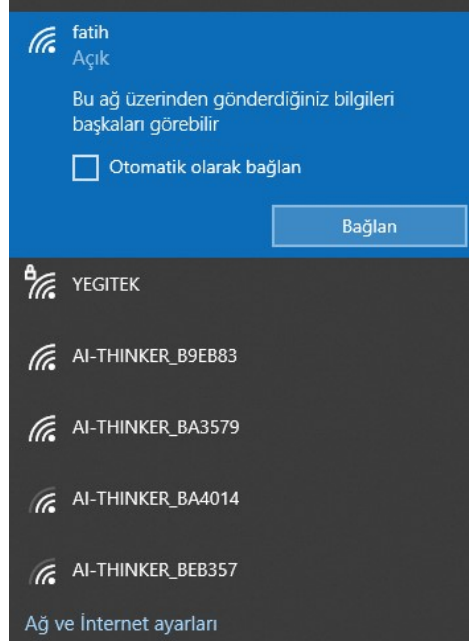 fatih
Açık
Bu ağ üzerinden gönderdiğiniz bilgileri
başkaları görebilir
Otomatik olarak bağlan
Bağlan
YEGITEK
AI-THINKER_B9EB83
AI-THINKER_BA3579
AI-THINKER_BA4014
AI-THINKER_BEB357
Ağ ve İnternet ayarları